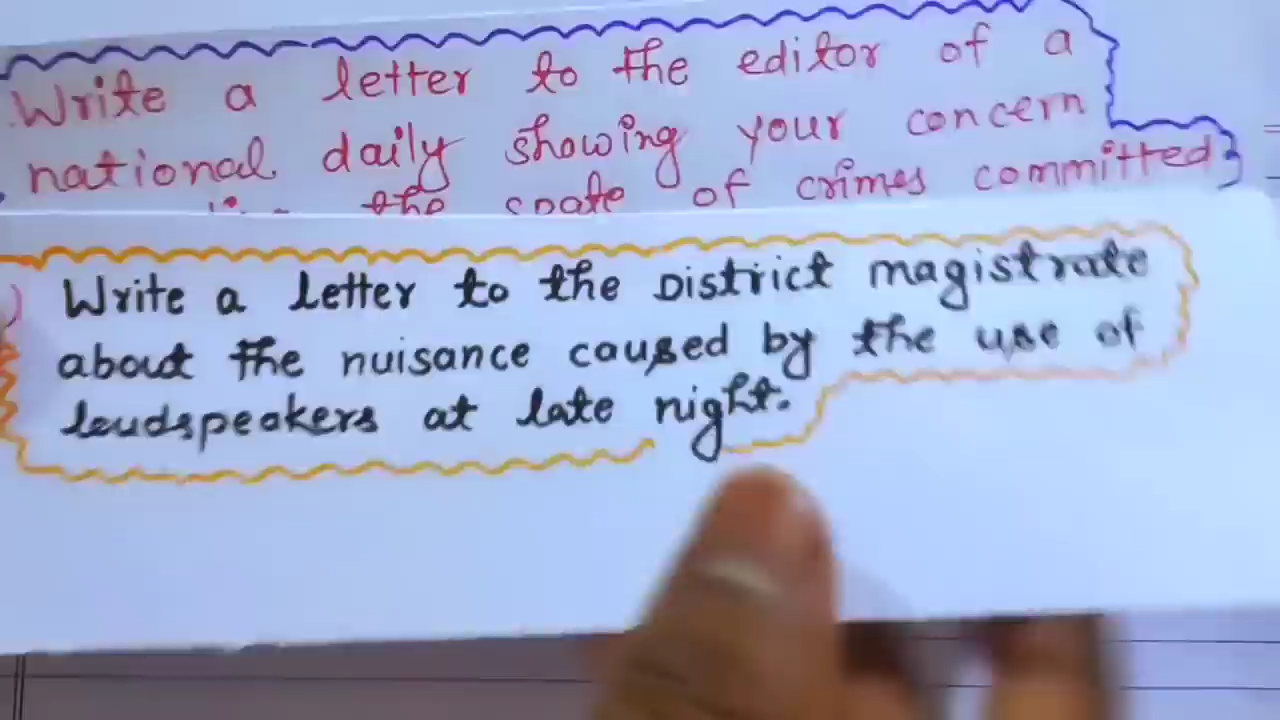 Write a letter to the editor of a
national daily showing your concern
the spate of crimes committed
Write a letter to the District magistrate
about the nuisance caused by the use of
loudspeakers at late night.